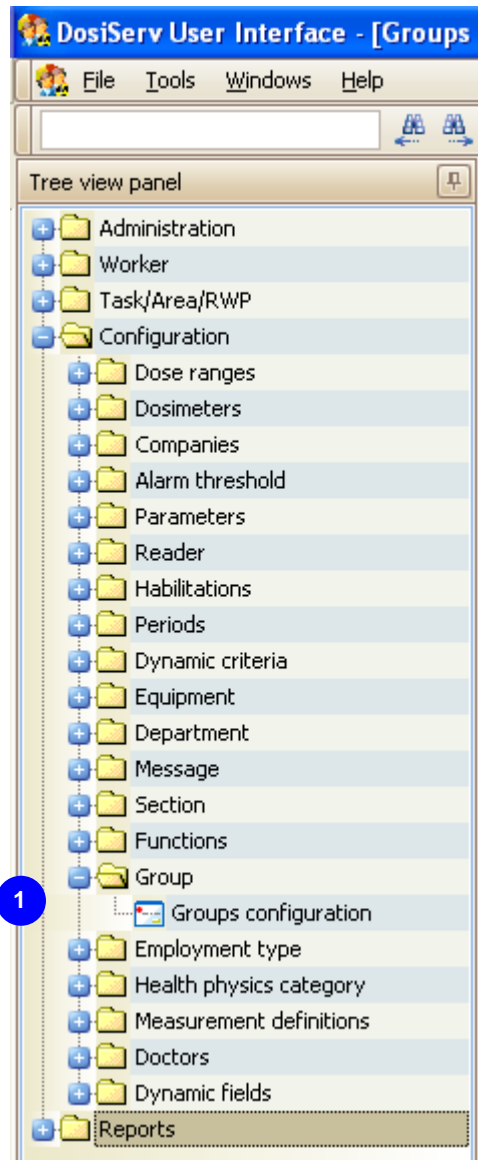 DosiServ User Interface - [Groups
File Tools Windows Help
Tree view panel
Administration
Worker
Task/Area/RWP
Configuration
Dose ranges
Dosimeters
Companies
Alarm threshold
Parameters
Reader
Habilitations
Periods
Dynamic criteria
Equipment
Department
Message
Section
Functions
Group
1
Groups configuration
Employment type
Health physics category
Measurement definitions
Doctors
Dynamic fields
Reports